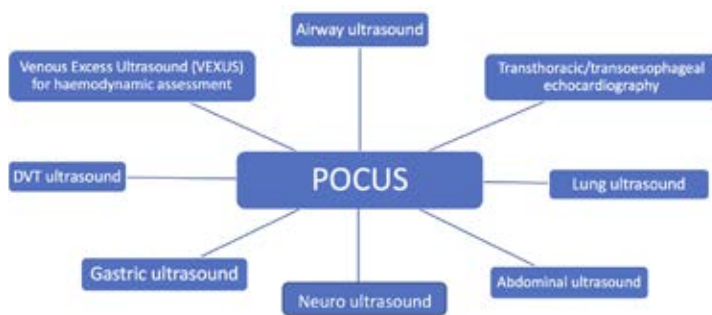 Airway ultrasound
Venous Excess Ultrasound (VEXUS)
for haemodynamic assessment
Transthoracic/transoesophageal
echocardiography
POCUS
DVT ultrasound
Lung ultrasound
Gastric ultrasound
Neuro ultrasound
Abdominal ultrasound